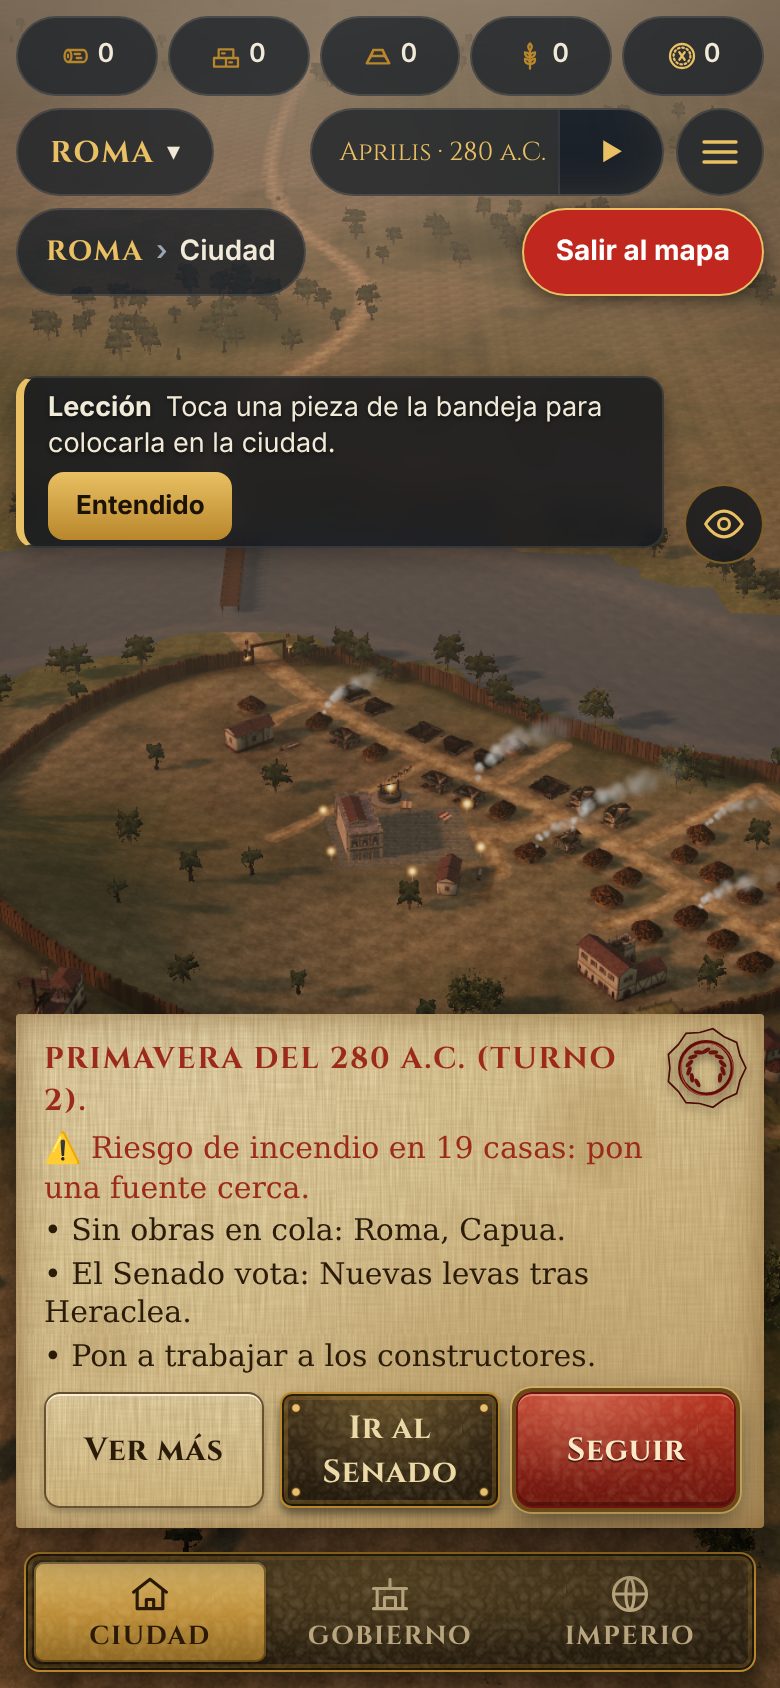 0 0 0 0 0
ROMA ▾ APRILIS · 280 A.C.
ROMA › Ciudad Salir al mapa
Lección Toca una pieza de la bandeja para
colocarla en la ciudad.
Entendido
PRIMAVERA DEL 280 A.C. (TURNO
2).
⚠️ Riesgo de incendio en 19 casas: pon
una fuente cerca.
• Sin obras en cola: Roma, Capua.
• El Senado vota: Nuevas levas tras
Heraclea.
• Pon a trabajar a los constructores.
VER MÁS IR AL SENADO SEGUIR
CIUDAD GOBIERNO IMPERIO